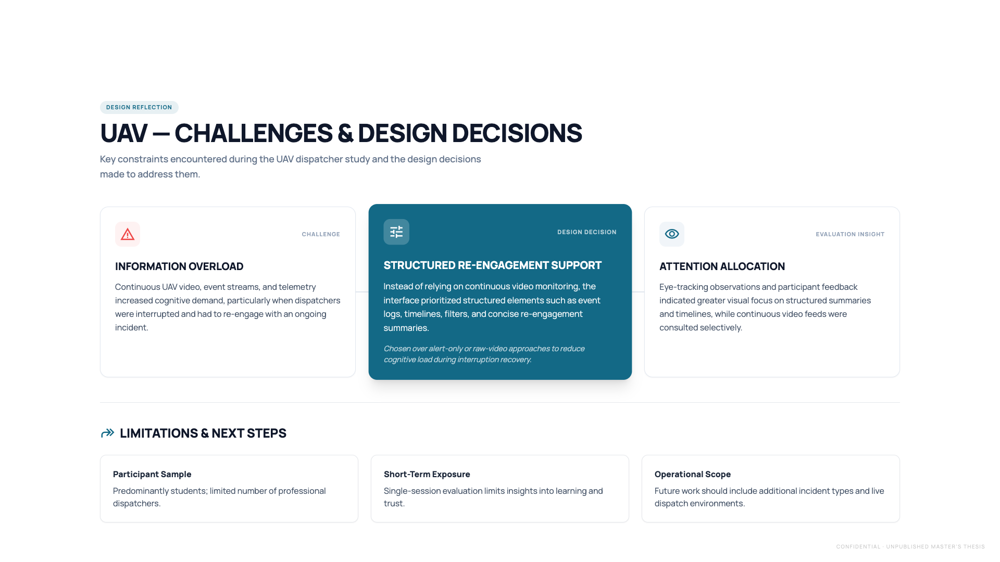 DESIGN REFLECTION
UAV — CHALLENGES & DESIGN DECISIONS
Key constraints encountered during the UAV dispatcher study and the design decisions
made to address them.
CHALLENGE
INFORMATION OVERLOAD
Continuous UAV video, event streams, and telemetry
increased cognitive demand, particularly when dispatchers
were interrupted and had to re-engage with an ongoing
incident.
DESIGN DECISION
STRUCTURED RE-ENGAGEMENT SUPPORT
Instead of relying on continuous video monitoring, the
interface prioritized structured elements such as event
logs, timelines, filters, and concise re-engagement
summaries.
Chosen over alert-only or raw-video approaches to reduce
cognitive load during interruption recovery.
EVALUATION INSIGHT
ATTENTION ALLOCATION
Eye-tracking observations and participant feedback
indicated greater visual focus on structured summaries
and timelines, while continuous video feeds were
consulted selectively.
LIMITATIONS & NEXT STEPS
Participant Sample
Predominantly students; limited number of professional
dispatchers.
Short-Term Exposure
Single-session evaluation limits insights into learning and
trust.
Operational Scope
Future work should include additional incident types and live
dispatch environments.
CONFIDENTIAL · UNPUBLISHED MASTER'S THESIS